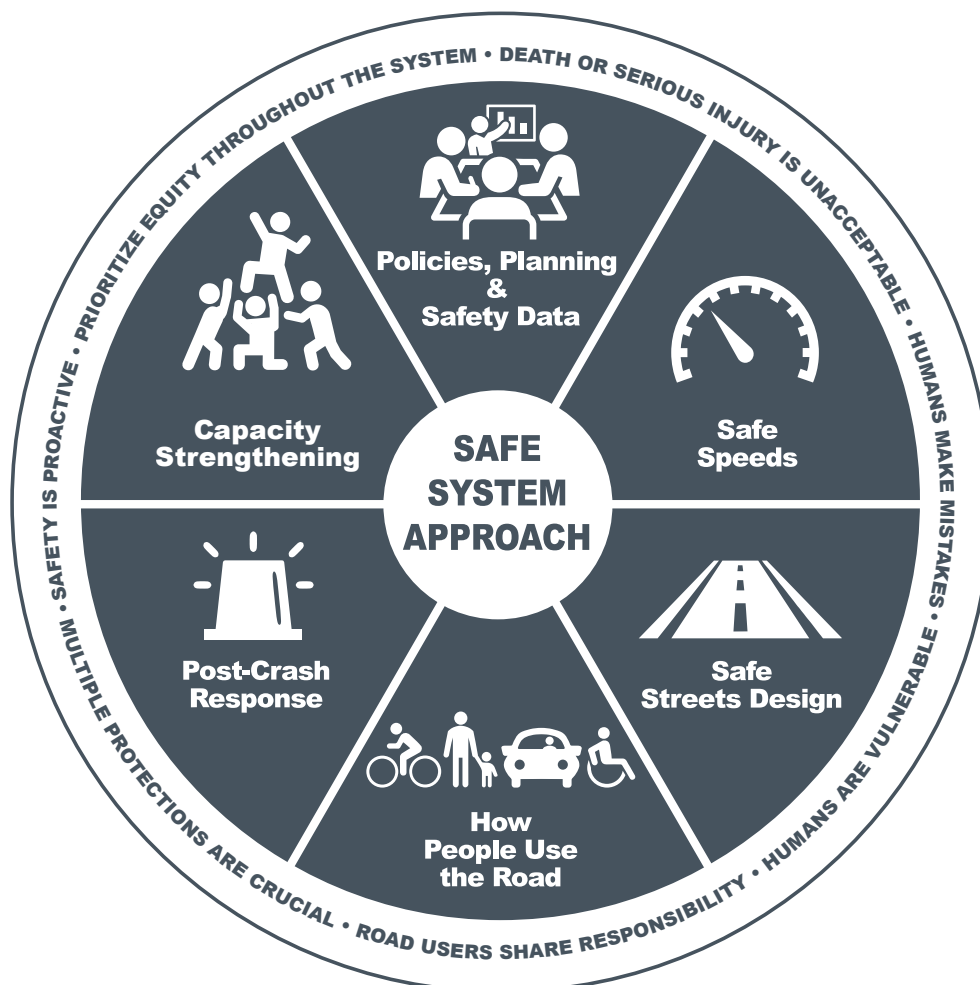 PRIORITIZE EQUITY THROUGHOUT THE SYSTEM • DEATH OR SERIOUS INJURY IS UNACCEPTABLE • HUMANS MAKE MISTAKES • HUMANS ARE VULNERABLE • ROAD USERS SHARE RESPONSIBILITY • MULTIPLE PROTECTIONS ARE CRUCIAL • SAFETY IS PROACTIVE •
Policies, Planning
&
Safety Data
Safe
Speeds
Safe
Streets Design
How
People Use
the Road
Post-Crash
Response
Capacity
Strengthening
SAFE
SYSTEM
APPROACH